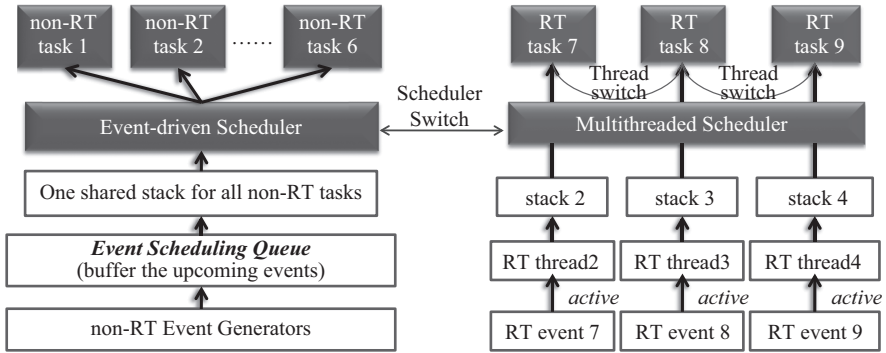 non-RT
task 1
non-RT
task 2
......
non-RT
task 6
RT
task 7
RT
task 8
RT
task 9
Thread
switch
Thread
switch
Scheduler
Switch
Event-driven Scheduler
Multithreaded Scheduler
One shared stack for all non-RT tasks
stack 2
stack 3
stack 4
Event Scheduling Queue
(buffer the upcoming events)
RT thread2
RT thread3
RT thread4
active
active
active
non-RT Event Generators
RT event 7
RT event 8
RT event 9